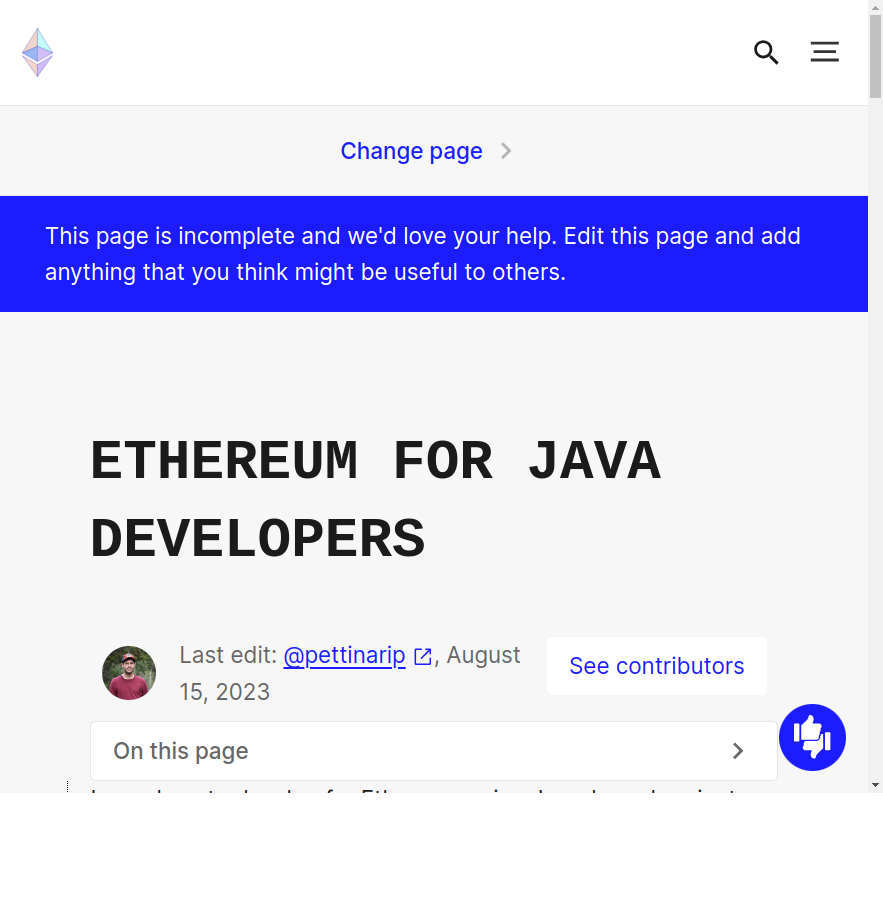 Change page
This page is incomplete and we'd love your help. Edit this page and add
anything that you think might be useful to others.
ETHEREUM FOR JAVA
DEVELOPERS
Last edit: @pettinarip, August
15, 2023
See contributors
On this page